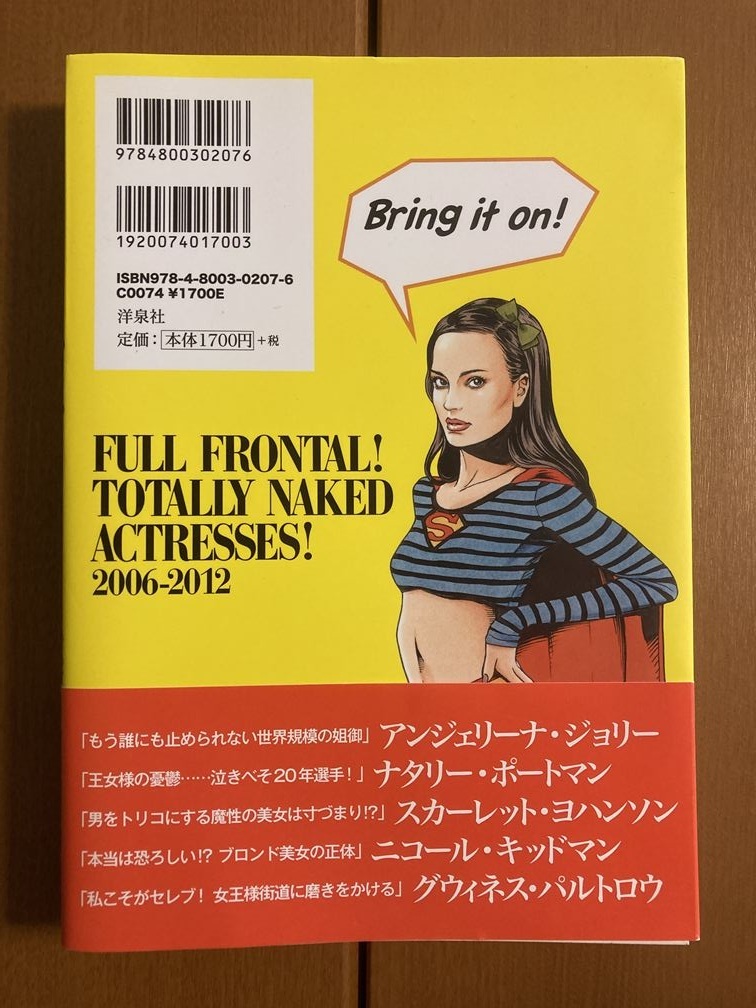 9784800302076
1920074017003
ISBN978-4-8003-0207-6
C0074 ¥1700E
洋泉社
定価：本体1700円+税
Bring it on!
FULL FRONTAL!
TOTALLY NAKED
ACTRESSES!
2006-2012
S
「もう誰にも止められない世界規模の姐御」アンジェリーナ・ジョリー
「王女様の憂鬱……泣きべそ20年選手！」ナタリー・ポートマン
「男をトリコにする魔性の美女は寸づまり!?」スカーレット・ヨハンソン
「本当は恐ろしい!? ブロンド美女の正体」ニコール・キッドマン
「私こそがセレブ！ 女王様街道に磨きをかける」グウィネス・パルトロウ